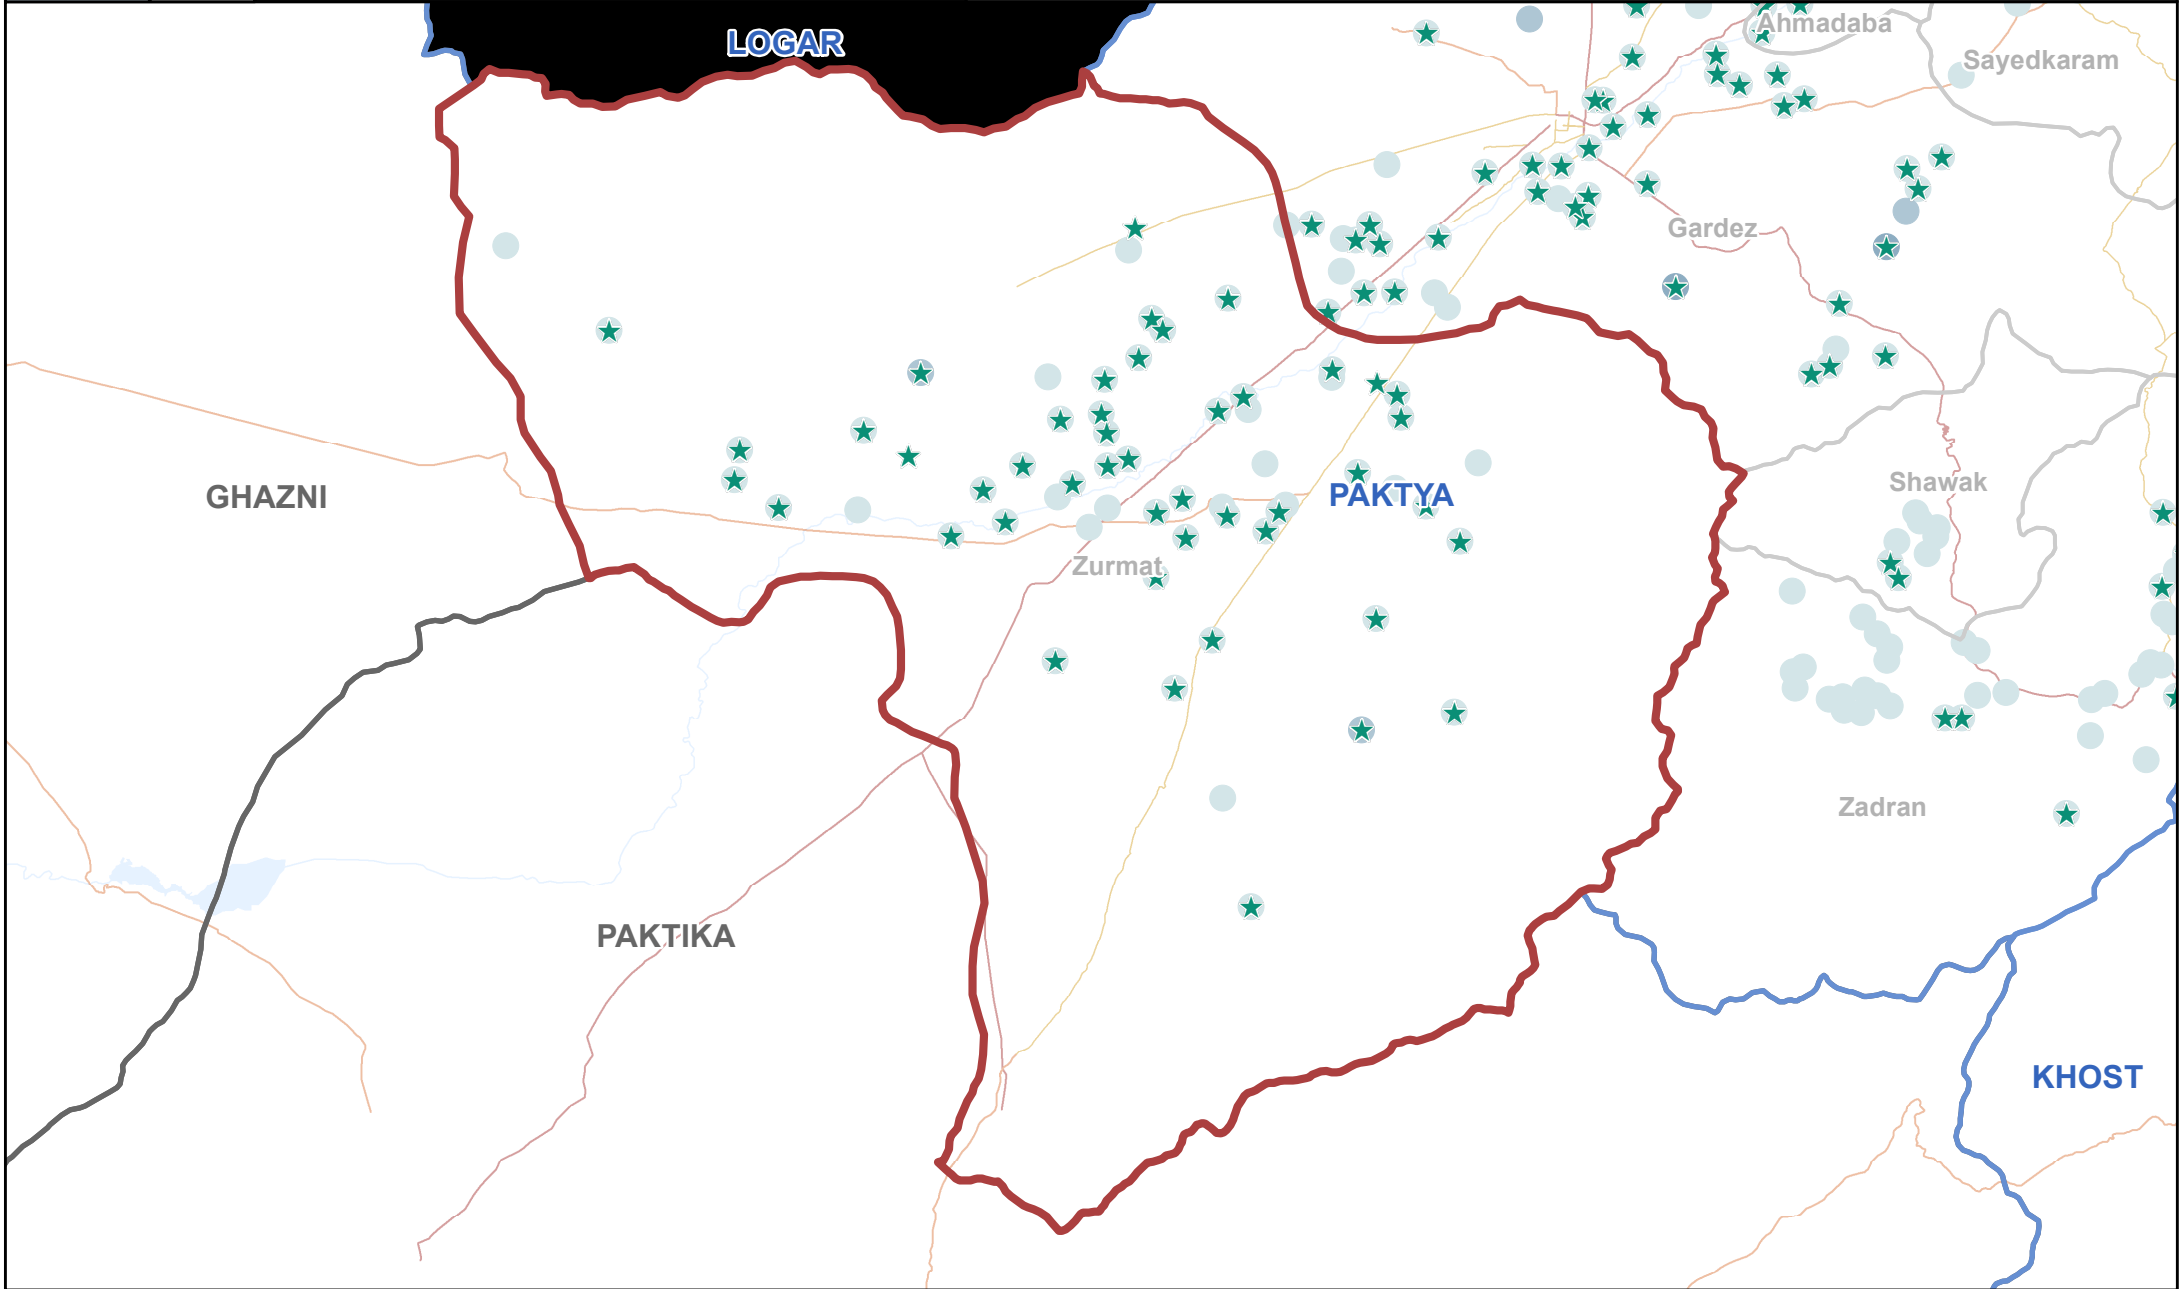 LOGAR
Ahmadaba
Sayedkaram
Gardez
Shawak
GHAZNI
PAKTYA
Zurmat
Zadran
PAKTIKA
KHOST